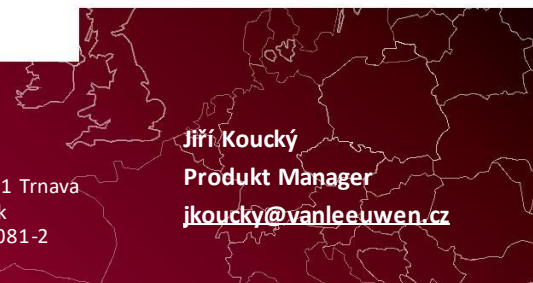 Jiří Koucký
Produkt Manager
jkoucky@vanleeuwen.cz
1 Trnava
k
081-2